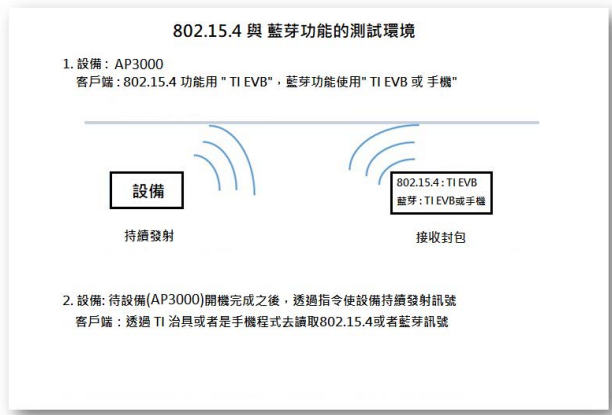 802.15.4 與 藍芽功能的測試環境
1. 設備 : AP3000
客戶端 : 802.15.4 功能用 " TI EVB"，藍芽功能使用" TI EVB 或 手機"
設備
802.15.4 : TI EVB
藍芽 : TI EVB或手機
持續發射
接收封包
2. 設備: 待設備(AP3000)開機完成之後，透過指令使設備持續發射訊號
客戶端：透過 TI 治具或者是手機程式去讀取802.15.4或者藍芽訊號